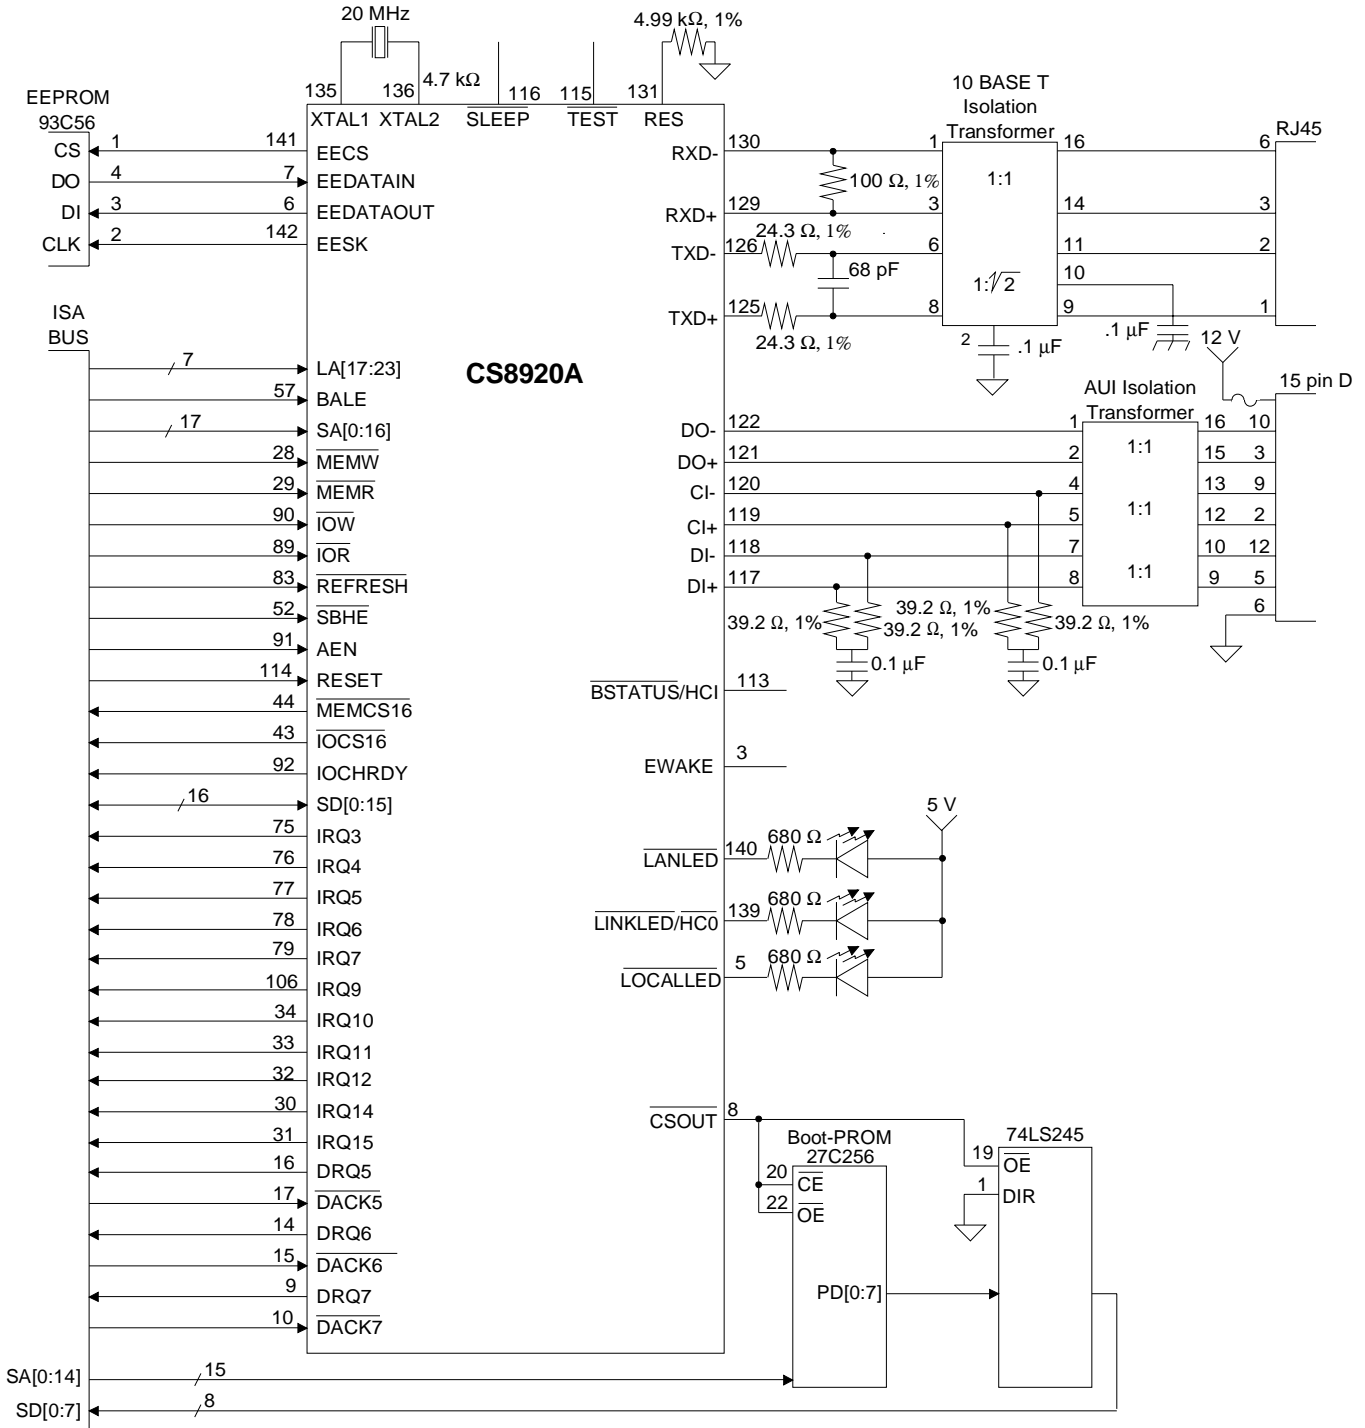 20 MHz
4.99 kΩ, 1%
4.7 kΩ
135
136
116
115
131
XTAL1
XTAL2
SLEEP
TEST
RES
EEPROM
93C56
CS 1 141 EECS
DO 4 7 EEDATAIN
DI 3 6 EEDATAOUT
CLK 2 142 EESK
ISA
BUS
7 LA[17:23]
57 BALE
17 SA[0:16]
28 MEMW
29 MEMR
90 IOW
89 IOR
83 REFRESH
52 SBHE
91 AEN
114 RESET
44 MEMCS16
43 IOCS16
92 IOCHRDY
16 SD[0:15]
75 IRQ3
76 IRQ4
77 IRQ5
78 IRQ6
79 IRQ7
106 IRQ9
34 IRQ10
33 IRQ11
32 IRQ12
30 IRQ14
31 IRQ15
16 DRQ5
17 DACK5
14 DRQ6
15 DACK6
9 DRQ7
10 DACK7
SA[0:14] 15
SD[0:7] 8
CS8920A
10 BASE T
Isolation
Transformer
RJ45
RXD- 130 1 16 6
100 Ω, 1%
1:1
RXD+ 129 3 14 3
24.3 Ω, 1%
TXD- 126 6 11 2
68 pF
1:√2
10
TXD+ 125 8 9 1
24.3 Ω, 1%
2
.1 µF
.1 µF
12 V
15 pin D
AUI Isolation
Transformer
DO- 122 1 16 10
1:1
DO+ 121 2 15 3
CI- 120 4 13 9
1:1
CI+ 119 5 12 2
DI- 118 7 10 12
1:1
DI+ 117 8 9 5
6
39.2 Ω, 1%
39.2 Ω, 1%
39.2 Ω, 1%
39.2 Ω, 1%
0.1 µF
0.1 µF
BSTATUS/HCI 113
EWAKE 3
5 V
LANLED 140 680 Ω
LINKLED/HC0 139 680 Ω
LOCALLED 5 680 Ω
CSOUT 8
Boot-PROM
27C256
20 CE
22 OE
PD[0:7]
74LS245
19 OE
1 DIR